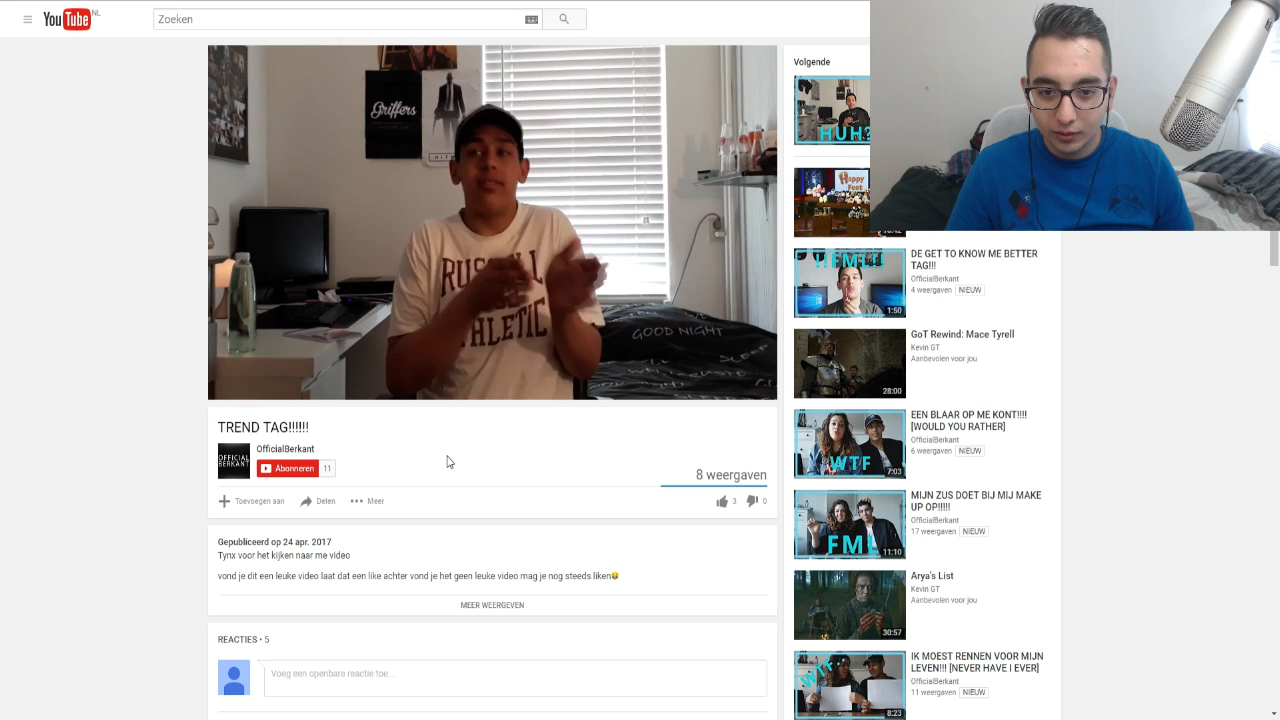 YouTube NL
Zoeken
Griffers
HIT
RUSSELL
ATHLETIC
GOOD NIGHT
SLEEP
TREND TAG!!!!!!
OFFICIAL
BERKANT
OfficialBerkant
Abonneren 11
8 weergaven
Toevoegen aan
Delen
Meer
3
0
Gepubliceerd op 24 apr. 2017
Tynx voor het kijken naar me video
vond je dit een leuke video laat dat een like achter vond je het geen leuke video mag je nog steeds liken😄
MEER WEERGEVEN
REACTIES • 5
Voeg een openbare reactie toe...
Volgende
HUH?
Happy
Feet
!!FML!!
1:50
DE GET TO KNOW ME BETTER
TAG!!!
OfficialBerkant
4 weergaven NIEUW
28:00
GoT Rewind: Mace Tyrell
Kevin GT
Aanbevolen voor jou
WTF
7:03
EEN BLAAR OP ME KONT!!!!
[WOULD YOU RATHER]
OfficialBerkant
6 weergaven NIEUW
FML
11:10
MIJN ZUS DOET BIJ MIJ MAKE
UP OP!!!!!
OfficialBerkant
17 weergaven NIEUW
30:57
Arya's List
Kevin GT
Aanbevolen voor jou
WTF..
8:23
IK MOEST RENNEN VOOR MIJN
LEVEN!!! [NEVER HAVE I EVER]
OfficialBerkant
11 weergaven NIEUW